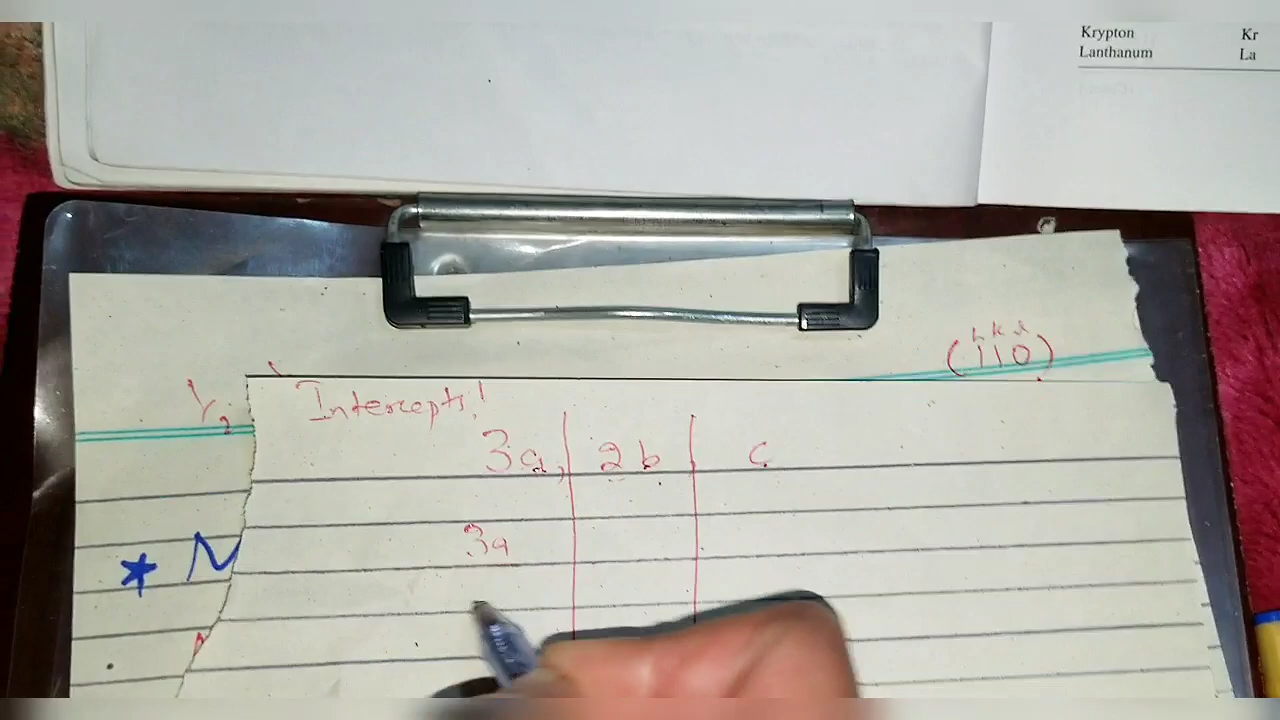 Krypton Kr
Lanthanum La
h k l
(110)
Intercepts!
3a, 2b c
3a
* N